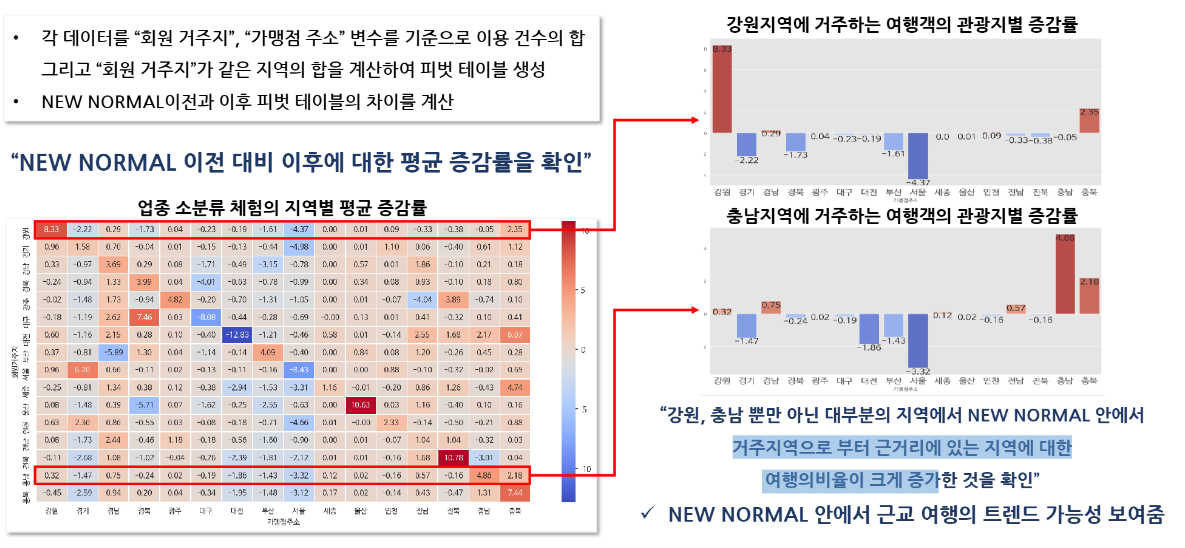 • 각 데이터를 “회원 거주지”, “가맹점 주소” 변수를 기준으로 이용 건수의 합
그리고 “회원 거주지”가 같은 지역의 합을 계산하여 피벗 테이블 생성
• NEW NORMAL이전과 이후 피벗 테이블의 차이를 계산
“NEW NORMAL 이전 대비 이후에 대한 평균 증감률을 확인”
업종 소분류 체험의 지역별 평균 증감률
강원 8.33 −2.22 0.29 −1.73 0.04 −0.23 −0.19 −1.61 −4.37 0.00 0.01 0.09 −0.33 −0.38 −0.05 2.35
경기 0.96 1.58 0.70 −0.04 0.01 −0.15 −0.13 −0.44 −4.98 0.00 0.01 1.10 0.06 −0.40 0.61 1.12
경남 0.33 −0.97 3.69 0.29 0.08 −1.71 −0.49 −3.15 −0.78 0.00 0.57 0.01 1.86 −0.10 0.21 0.18
경북 −0.24 −0.94 1.33 3.99 0.04 −4.01 −0.63 −0.78 −0.99 0.00 0.34 0.08 0.93 −0.10 0.18 0.80
광주 −0.02 −1.48 1.73 −0.94 4.82 −0.20 −0.70 −1.31 −1.05 0.00 0.01 −0.07 −4.04 3.89 −0.74 0.10
대구 −0.18 −1.19 2.62 7.46 0.03 −8.08 −0.44 −0.28 −0.69 −0.00 0.13 0.01 0.41 −0.32 0.10 0.41
대전 0.60 −1.16 2.15 0.28 0.10 −0.40 −12.83 −1.21 −0.46 0.58 0.01 −0.14 2.55 1.68 2.17 6.07
부산 0.37 −0.81 −5.89 1.30 0.04 −1.14 −0.14 4.09 −0.40 0.00 0.84 0.08 1.20 −0.26 0.45 0.28
서울 0.96 6.20 0.66 −0.11 0.02 −0.13 −0.11 −0.16 −8.43 0.00 0.00 0.88 −0.10 −0.32 −0.02 0.65
세종 −0.25 −0.81 1.34 0.38 0.12 −0.38 −2.94 −1.53 −3.31 1.16 −0.01 −0.20 0.86 1.26 −0.43 4.74
울산 0.08 −1.48 0.39 −5.71 0.07 −1.62 −0.25 −2.55 −0.63 0.00 10.63 0.03 1.16 −0.40 0.10 0.16
인천 0.63 2.30 0.86 −0.55 0.03 −0.08 −0.18 −0.71 −4.66 0.01 −0.00 2.33 −0.14 −0.50 −0.21 0.88
전남 0.08 −1.73 2.44 −0.46 1.18 −0.18 −0.56 −1.60 −0.90 0.00 0.01 −0.07 1.04 1.04 −0.32 0.03
전북 −0.11 −2.68 1.08 −1.02 −0.04 −0.26 −2.39 −1.81 −2.12 0.01 0.01 −0.16 1.68 10.78 −3.01 0.04
충남 0.32 −1.47 0.75 −0.24 0.02 −0.19 −1.86 −1.43 −3.32 0.12 0.02 −0.16 0.57 −0.16 4.86 2.18
충북 −0.45 −2.59 0.94 0.20 0.04 −0.34 −1.95 −1.48 −3.12 0.17 0.02 −0.14 0.43 −0.47 1.31 7.44
강원 경기 경남 경북 광주 대구 대전 부산 서울 세종 울산 인천 전남 전북 충남 충북
가맹점주소
회원거주지
10
5
0
5
10
강원지역에 거주하는 여행객의 관광지별 증감률
8.33 −2.22 0.29 −1.73 0.04 −0.23 −0.19 −1.61 −4.37 0.0 0.01 0.09 −0.33 −0.38 −0.05 2.35
강원 경기 경남 경북 광주 대구 대전 부산 서울 세종 울산 인천 전남 전북 충남 충북
가맹점주소
충남지역에 거주하는 여행객의 관광지별 증감률
0.32 −1.47 0.75 −0.24 0.02 −0.19 −1.86 −1.43 −3.32 0.12 0.02 −0.16 0.57 −0.16 4.86 2.18
강원 경기 경남 경북 광주 대구 대전 부산 서울 세종 울산 인천 전남 전북 충남 충북
가맹점주소
“강원, 충남 뿐만 아닌 대부분의 지역에서 NEW NORMAL 안에서
거주지역으로 부터 근거리에 있는 지역에 대한
여행의비율이 크게 증가한 것을 확인”
✓ NEW NORMAL 안에서 근교 여행의 트렌드 가능성 보여줌